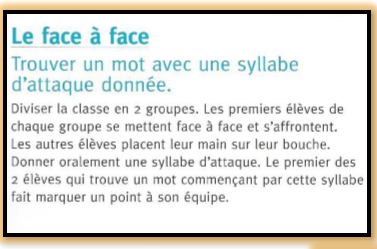 Le face à face
Trouver un mot avec une syllabe
d'attaque donnée.
Diviser la classe en 2 groupes. Les premiers élèves de
chaque groupe se mettent face à face et s'affrontent.
Les autres élèves placent leur main sur leur bouche.
Donner oralement une syllabe d'attaque. Le premier des
2 élèves qui trouve un mot commençant par cette syllabe
fait marquer un point à son équipe.